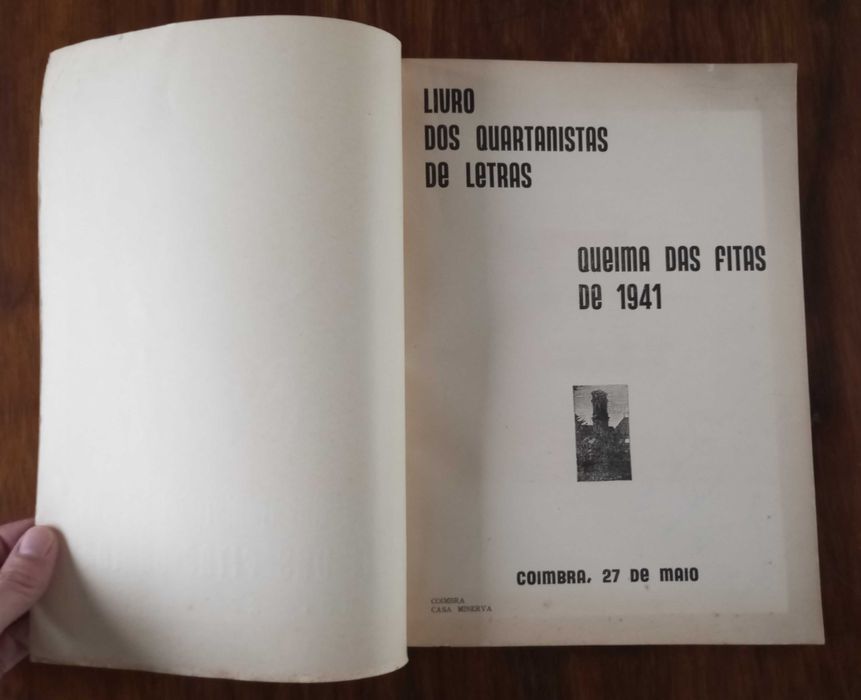 LIVRO
DOS QUARTANISTAS
DE LETRAS
QUEIMA DAS FITAS
DE 1941
COIMBRA, 27 DE MAIO
COIMBRA
CASA MINERVA